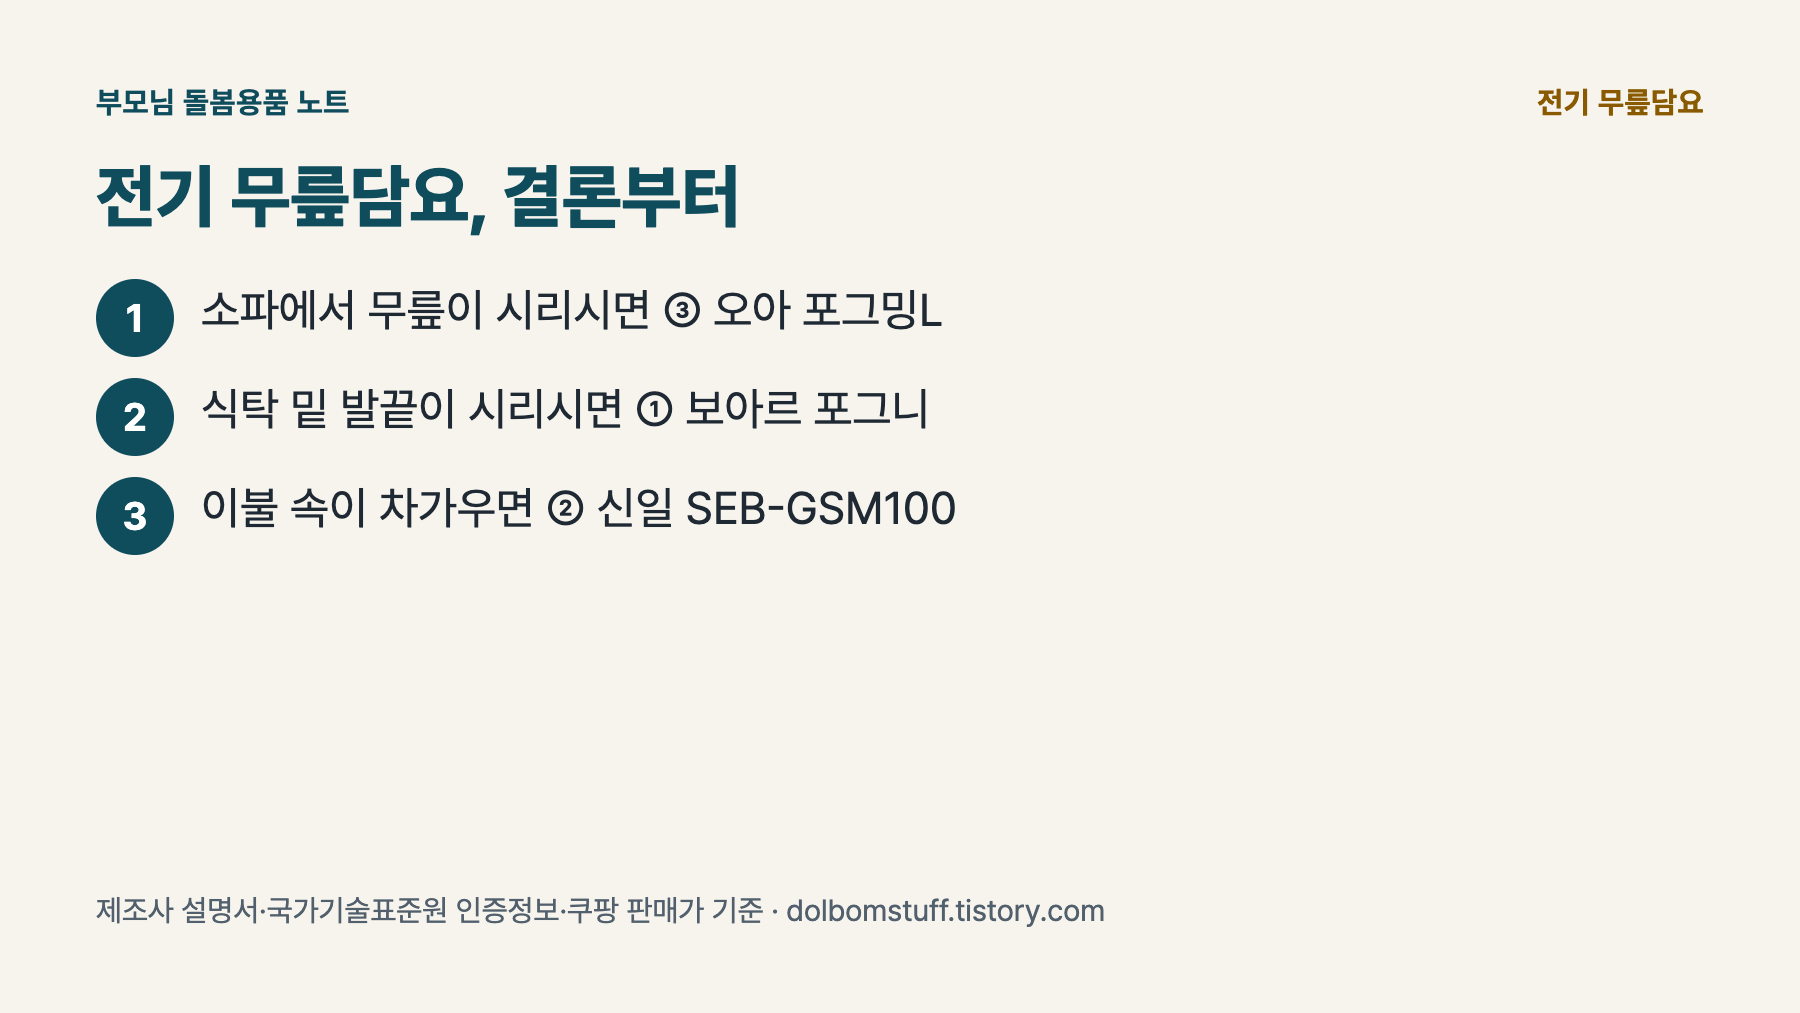 부모님 돌봄용품 노트
전기 무릎담요
전기 무릎담요, 결론부터
1 소파에서 무릎이 시리시면 ③ 오아 포그밍L
2 식탁 밑 발끝이 시리시면 ① 보아르 포그니
3 이불 속이 차가우면 ② 신일 SEB-GSM100
제조사 설명서·국가기술표준원 인증정보·쿠팡 판매가 기준 · dolbomstuff.tistory.com